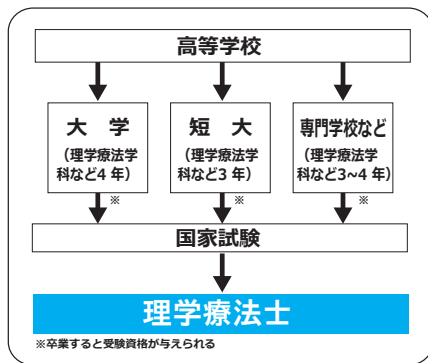 高等学校
大学
（理学療法学
科など4 年）
※
短大
（理学療法学
科など3 年）
※
専門学校など
（理学療法学
科など3~4 年）
※
国家試験
理学療法士
※卒業すると受験資格が与えられる